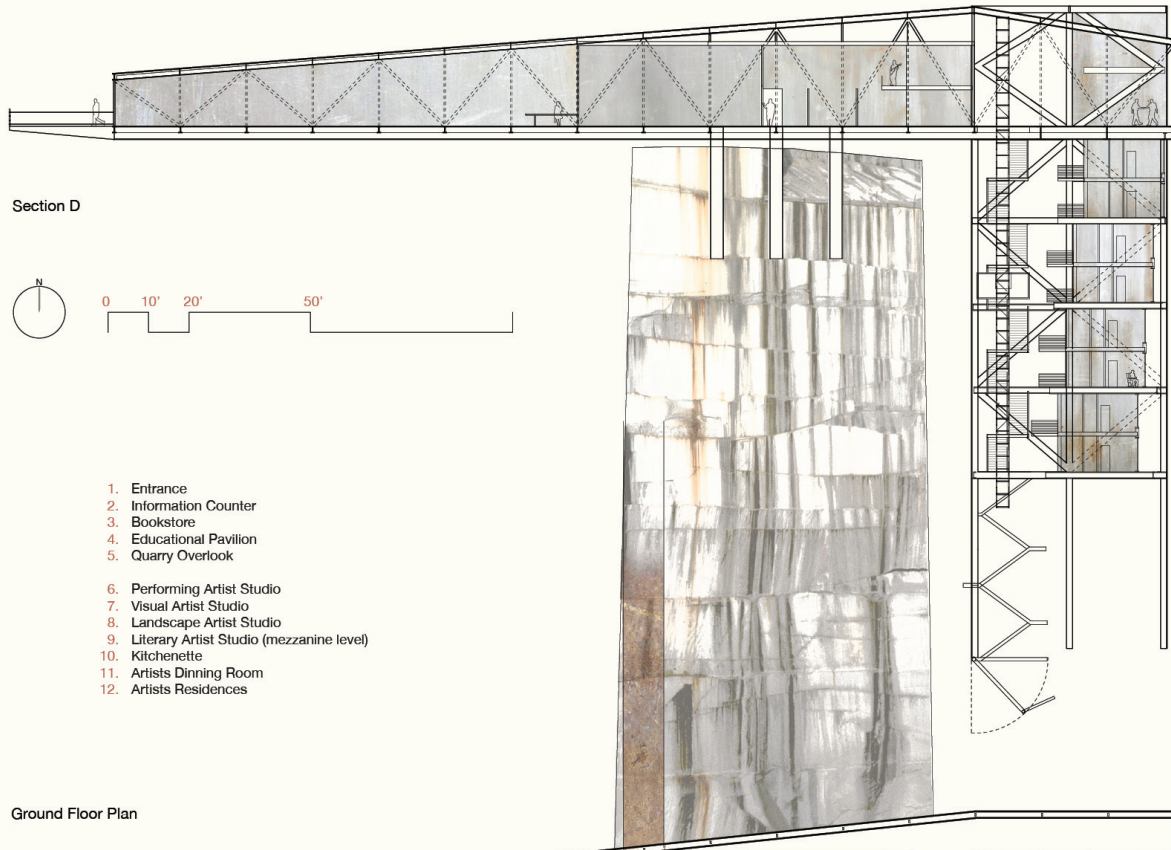 Section D
N
0 10' 20' 50'
1. Entrance
2. Information Counter
3. Bookstore
4. Educational Pavilion
5. Quarry Overlook
6. Performing Artist Studio
7. Visual Artist Studio
8. Landscape Artist Studio
9. Literary Artist Studio (mezzanine level)
10. Kitchenette
11. Artists Dinning Room
12. Artists Residences
Ground Floor Plan